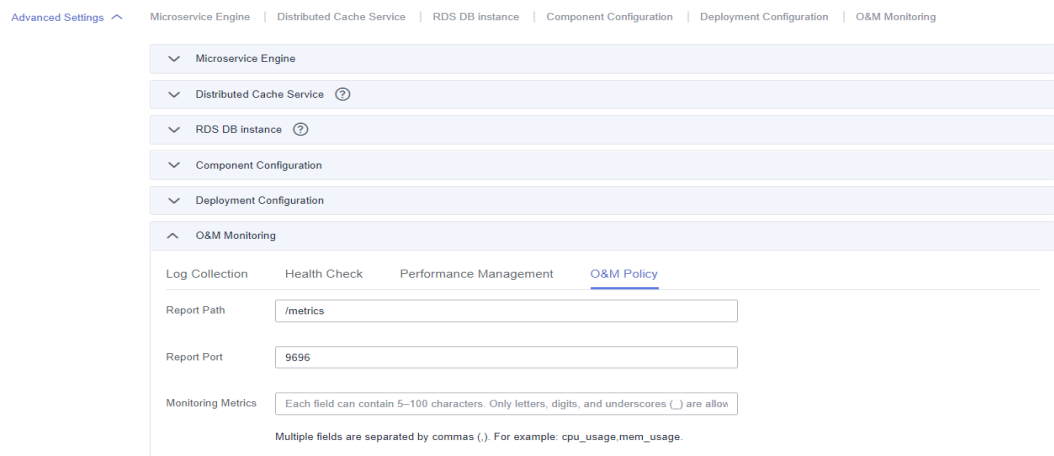 Advanced Settings
Microservice Engine | Distributed Cache Service | RDS DB instance | Component Configuration | Deployment Configuration | O&M Monitoring
Microservice Engine
Distributed Cache Service ?
RDS DB instance ?
Component Configuration
Deployment Configuration
O&M Monitoring
Log Collection Health Check Performance Management O&M Policy
Report Path /metrics
Report Port 9696
Monitoring Metrics Each field can contain 5–100 characters. Only letters, digits, and underscores (_) are allow
Multiple fields are separated by commas (,). For example: cpu_usage,mem_usage.